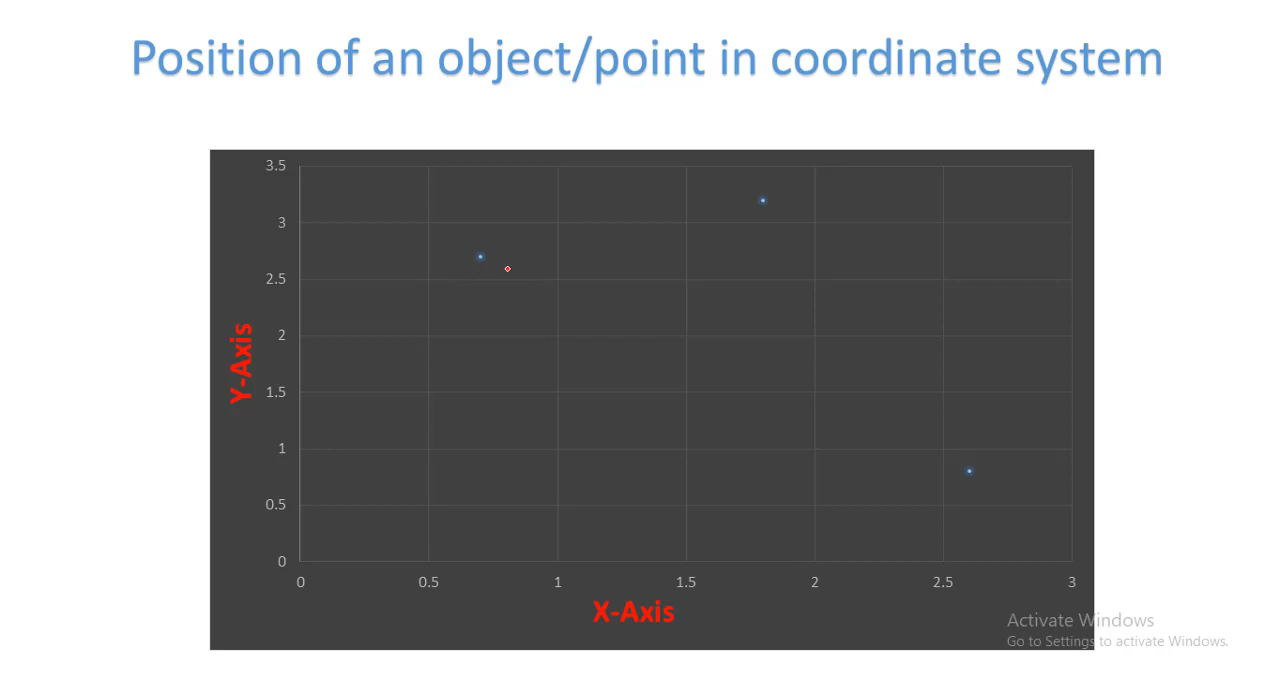 Position of an object/point in coordinate system
3.5
3
2.5
2
1.5
1
0.5
0
Y-Axis
0 0.5 1 1.5 2 2.5 3
X-Axis
Activate Windows
Go to Settings to activate Windows.